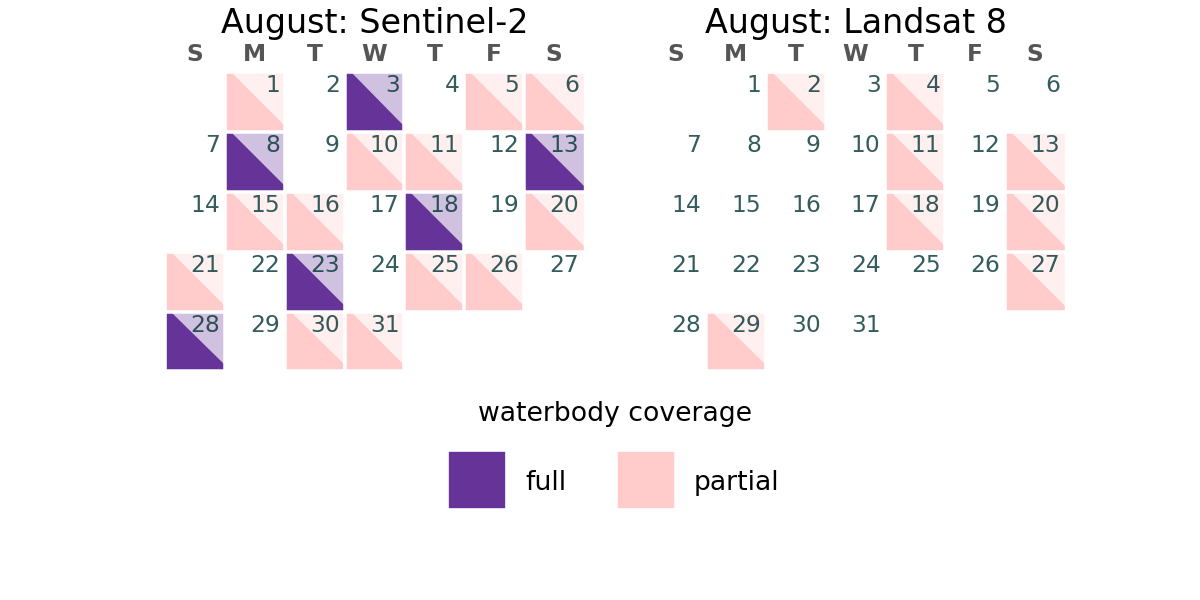 August: Sentinel-2
S M T W T F S
1 2 3 4 5 6
7 8 9 10 11 12 13
14 15 16 17 18 19 20
21 22 23 24 25 26 27
28 29 30 31
August: Landsat 8
S M T W T F S
1 2 3 4 5 6
7 8 9 10 11 12 13
14 15 16 17 18 19 20
21 22 23 24 25 26 27
28 29 30 31
waterbody coverage
full partial